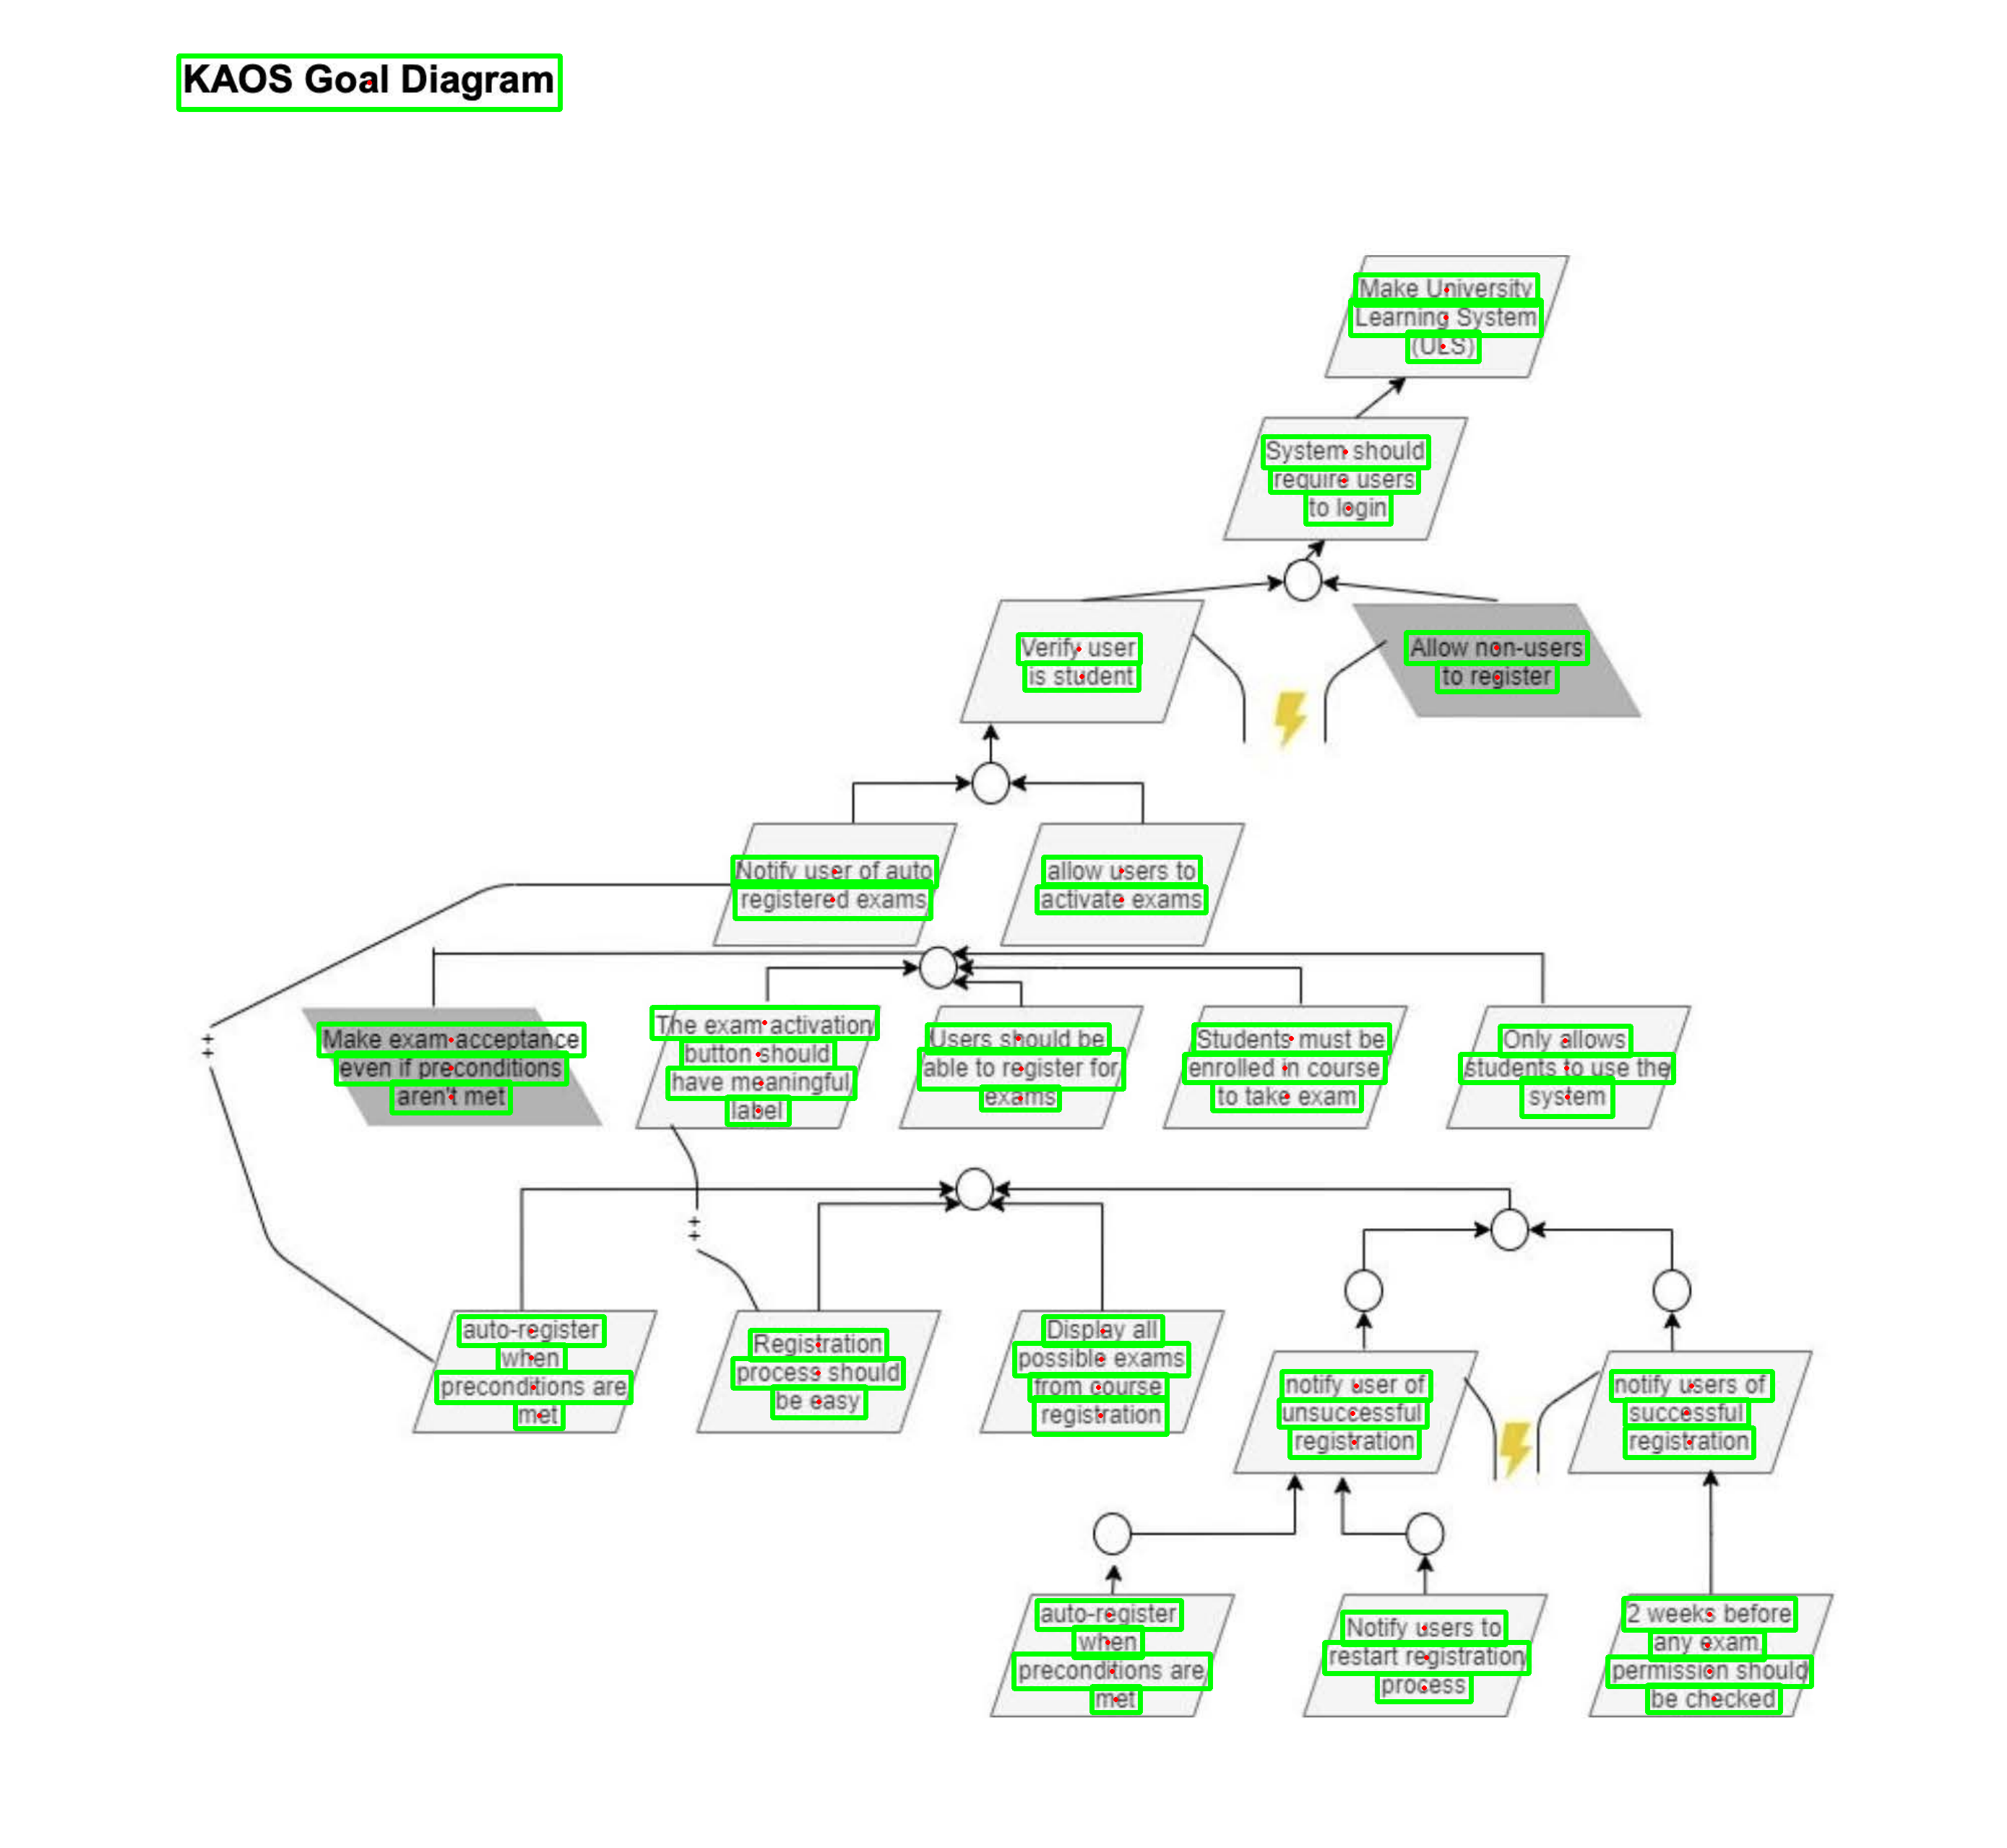 KAOS Goal Diagram
Make University
Learning System
(ULS)
System should
require users
to login
Verify user
is student
Allow non-users
to register
Notify user of auto
registered exams
allow users to
activate exams
Make exam acceptance
even if preconditions
aren't met
The exam activation
button should
have meaningful
label
Users should be
able to register for
exams
Students must be
enrolled in course
to take exam
Only allows
students to use the
system
auto-register
when
preconditions are
met
Registration
process should
be easy
Display all
possible exams
from course
registration
notify user of
unsuccessful
registration
notify users of
successful
registration
auto-register
when
preconditions are
met
Notify users to
restart registration
process
2 weeks before
any exam
permission should
be checked